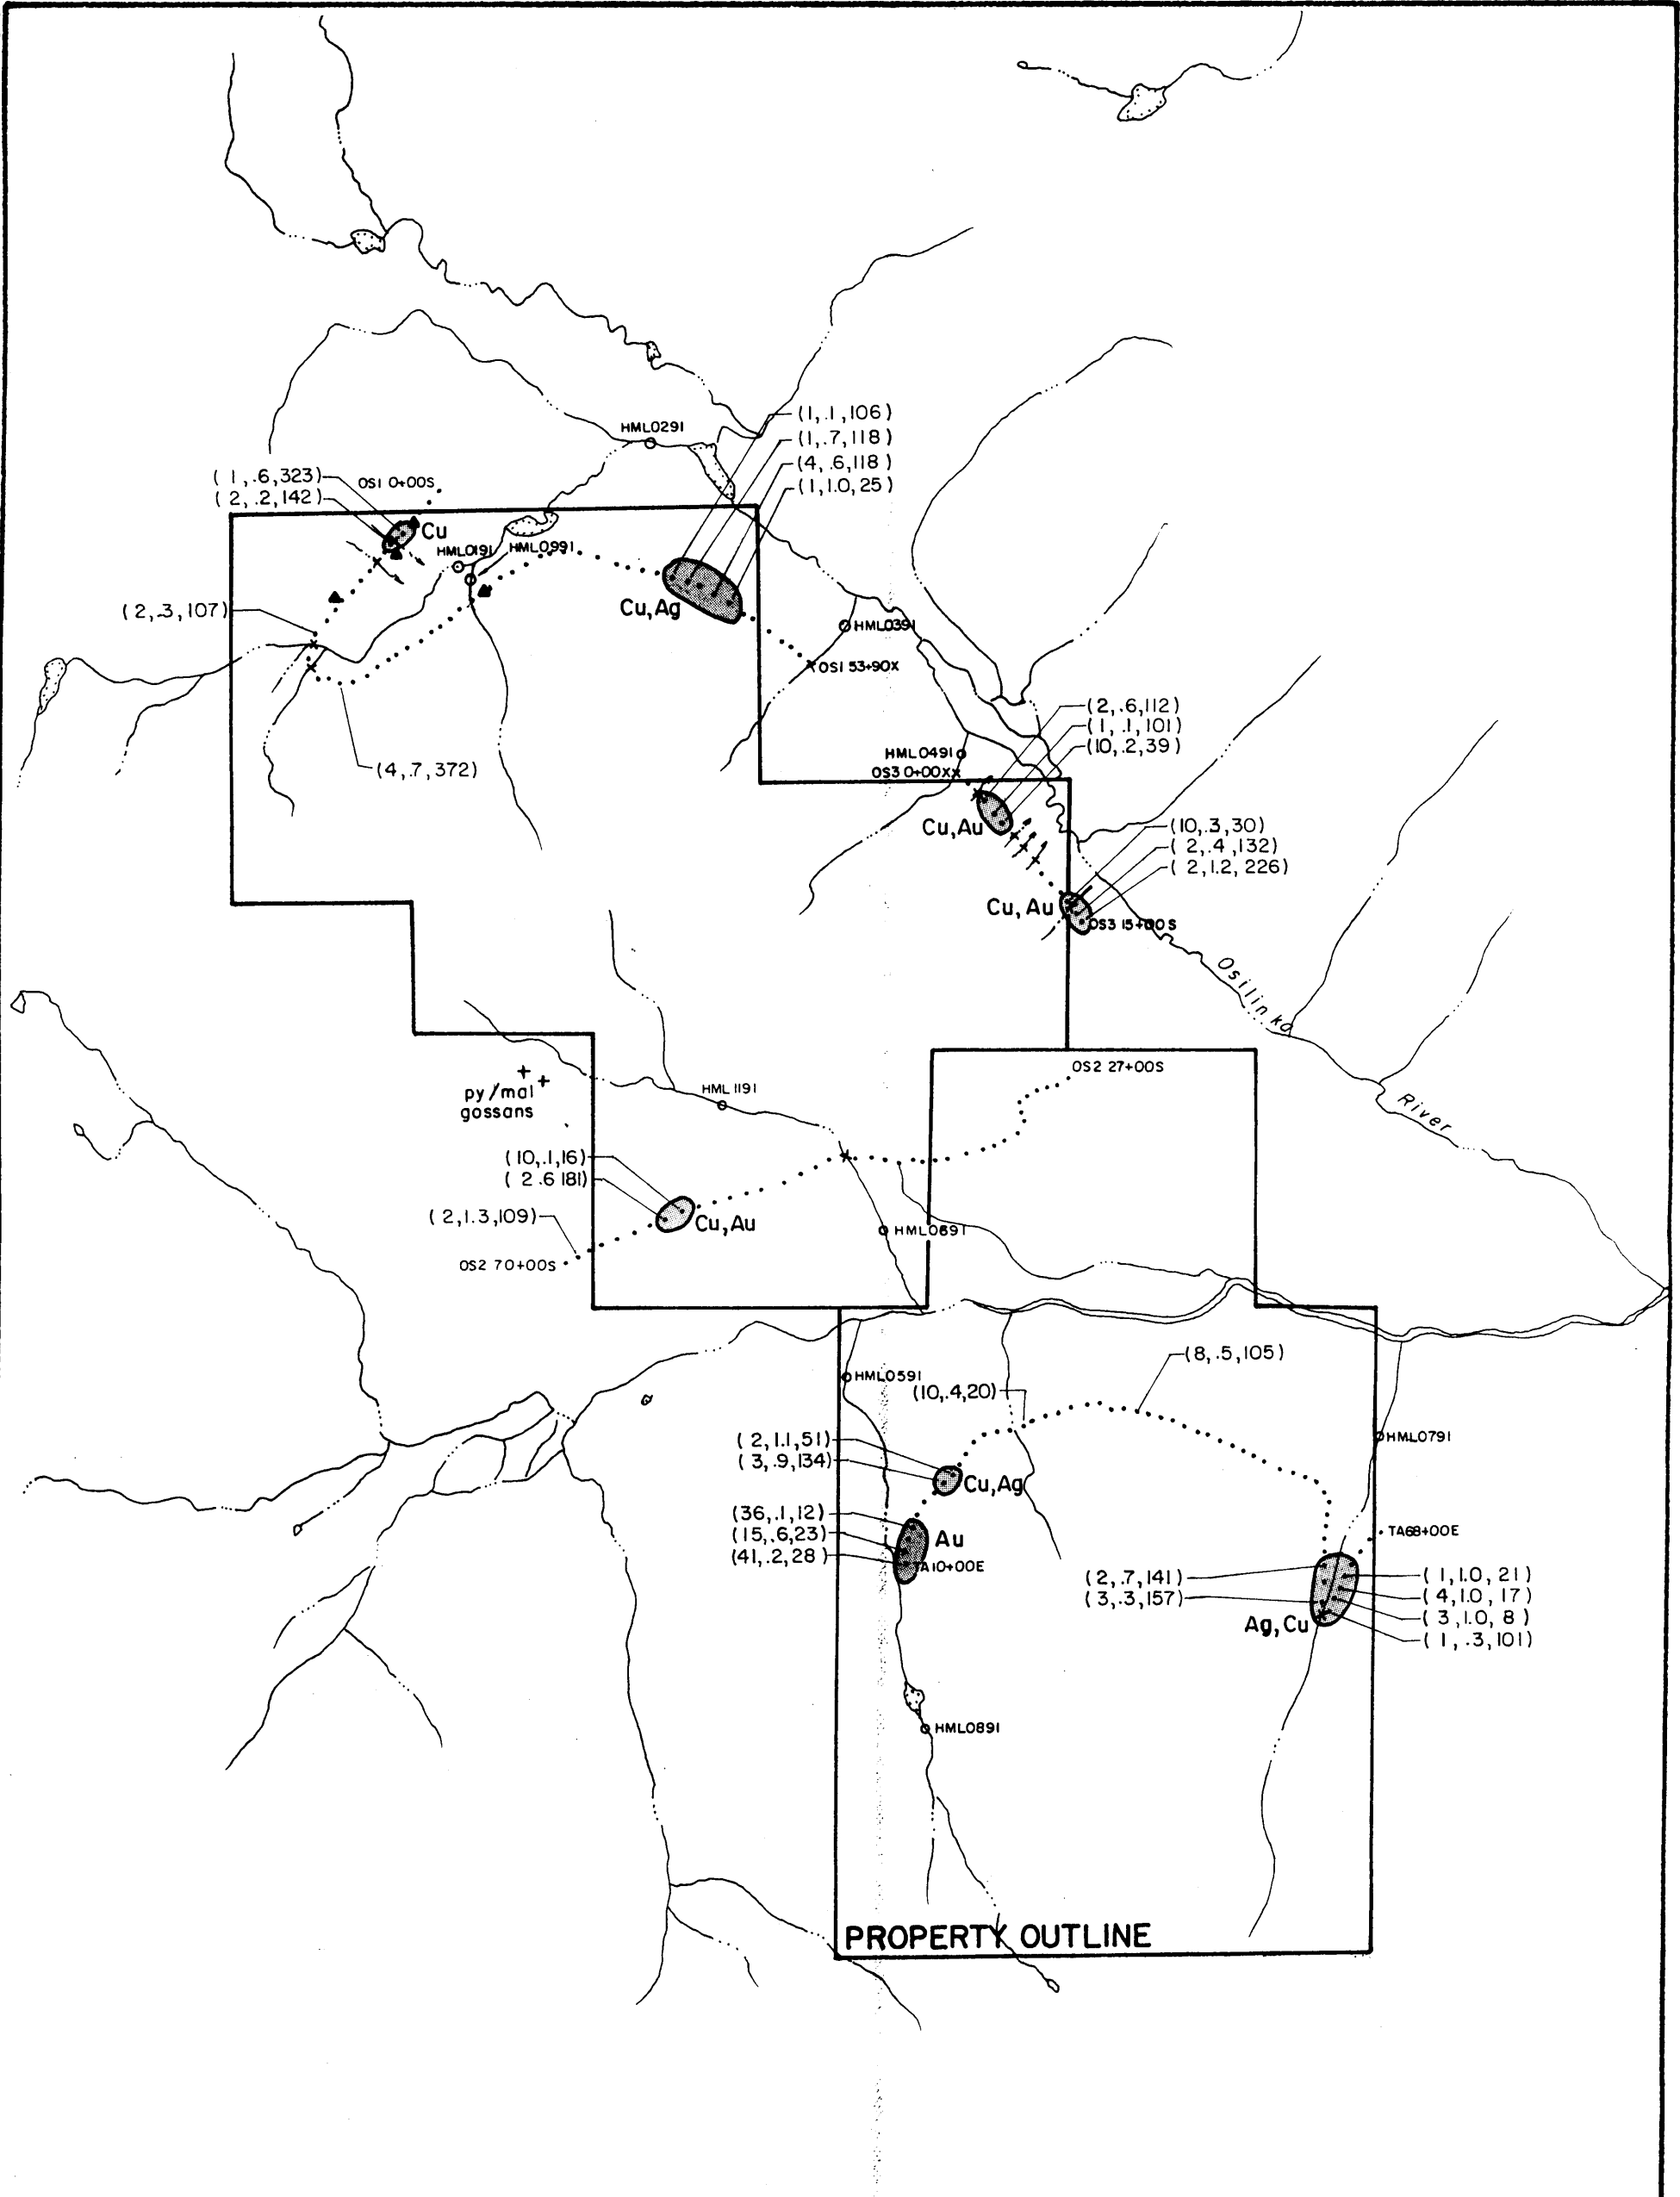 (1, .1, 106)
(1, .7, 118)
(4, .6, 118)
(1, 1.0, 25)
HML0291
(1, .6, 323)
(2, .2, 142)
OS1 0+00S
Cu
HML0191
HML0991
(2, .3, 107)
Cu, Ag
HML0391
OS1 53+90X
(4, .7, 372)
(2, .6, 112)
(1, .1, 101)
(10, .2, 39)
HML0491
OS3 0+00X
Cu, Au
(10, .3, 30)
(2, .4, 132)
(2, 1.2, 226)
Cu, Au
OS3 15+00S
Osilinka
River
OS2 27+00S
py/mal
gossans
HML1191
(10, .1, 16)
(2 .6 181)
(2, 1.3, 109)
Cu, Au
HML0691
OS2 70+00S
(8, .5, 105)
HML0591
(10, .4, 20)
HML0791
(2, 1.1, 51)
(3, .9, 134)
Cu, Ag
(36, .1, 12)
(15, .6, 23)
(41, .2, 28)
Au
TA10+00E
TA68+00E
(2, .7, 141)
(3, .3, 157)
(1, 1.0, 21)
(4, 1.0, 17)
(3, 1.0, 8)
(1, .3, 101)
Ag, Cu
HML0891
PROPERTY OUTLINE